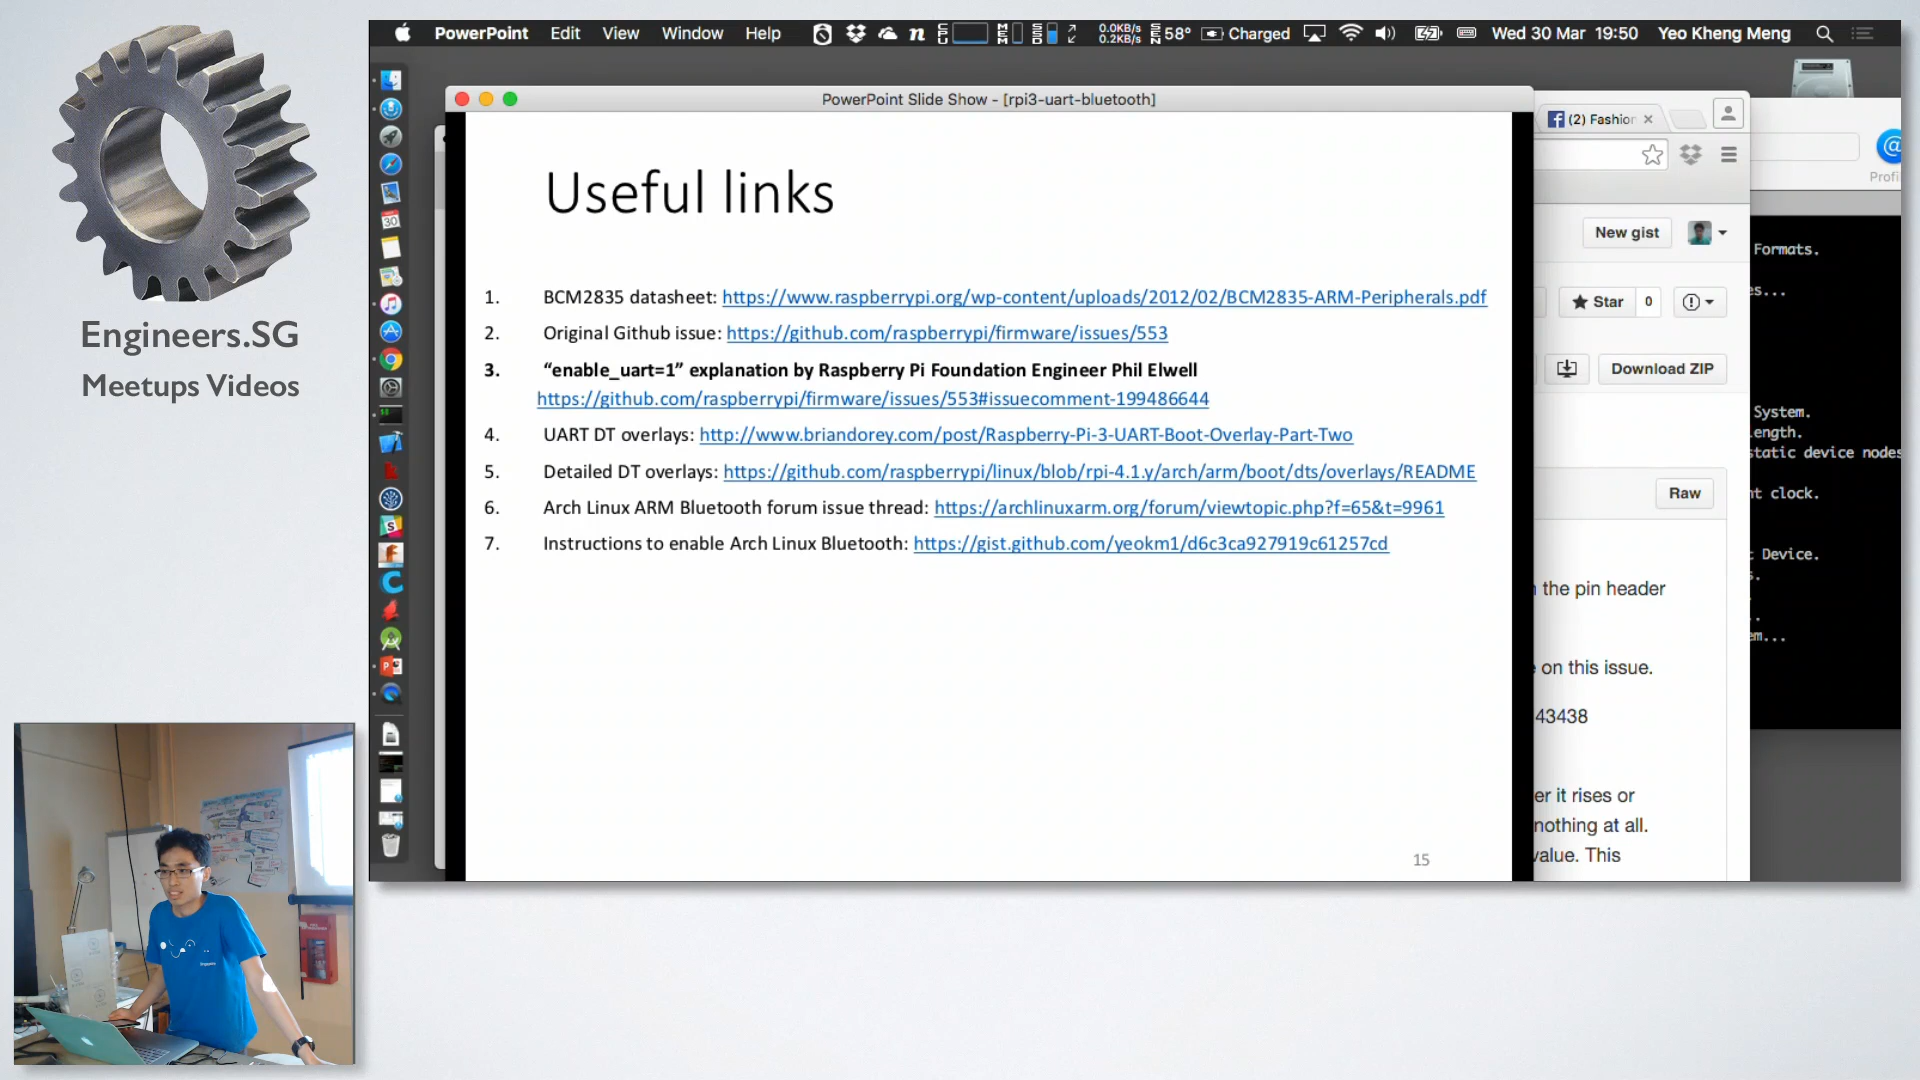 PowerPoint Edit View Window Help
0.0KB/s
0.2KB/s
58° Charged
Wed 30 Mar 19:50 Yeo Kheng Meng
PowerPoint Slide Show - [rpi3-uart-bluetooth]
(2) Fashion
Profi
Useful links
1. BCM2835 datasheet: https://www.raspberrypi.org/wp-content/uploads/2012/02/BCM2835-ARM-Peripherals.pdf
2. Original Github issue: https://github.com/raspberrypi/firmware/issues/553
3. “enable_uart=1” explanation by Raspberry Pi Foundation Engineer Phil Elwell
https://github.com/raspberrypi/firmware/issues/553#issuecomment-199486644
4. UART DT overlays: http://www.briandorey.com/post/Raspberry-Pi-3-UART-Boot-Overlay-Part-Two
5. Detailed DT overlays: https://github.com/raspberrypi/linux/blob/rpi-4.1.y/arch/arm/boot/dts/overlays/README
6. Arch Linux ARM Bluetooth forum issue thread: https://archlinuxarm.org/forum/viewtopic.php?f=65&t=9961
7. Instructions to enable Arch Linux Bluetooth: https://gist.github.com/yeokm1/d6c3ca927919c61257cd
15
New gist
Star 0
Download ZIP
Raw
the pin header
on this issue.
43438
er it rises or
nothing at all.
value. This
Formats.
es...
System.
ength.
static device nodes
nt clock.
t Device.
s.
em...
Engineers.SG
Meetups Videos